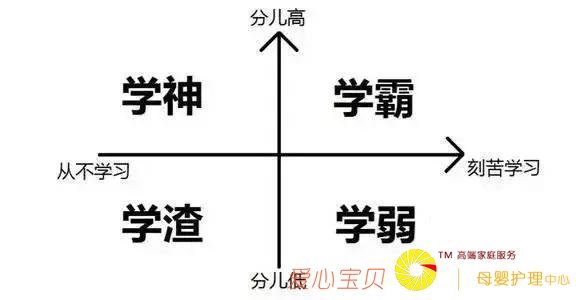 分儿高
学神
学霸
从不学习
刻苦学习
学渣
学弱
TM 高端家庭服务
分儿低
爱心宝贝
母婴护理中心